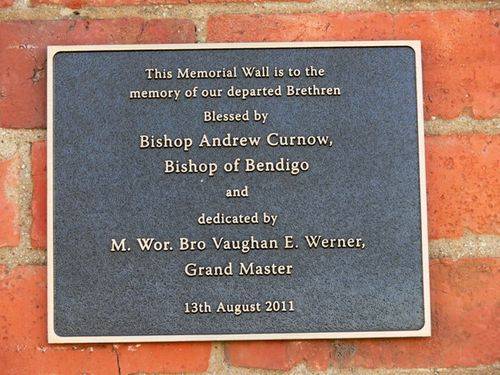 This Memorial Wall is to the
memory of our departed Brethren
Blessed by
Bishop Andrew Curnow,
Bishop of Bendigo
and
dedicated by
M. Wor. Bro Vaughan E. Werner,
Grand Master
13th August 2011